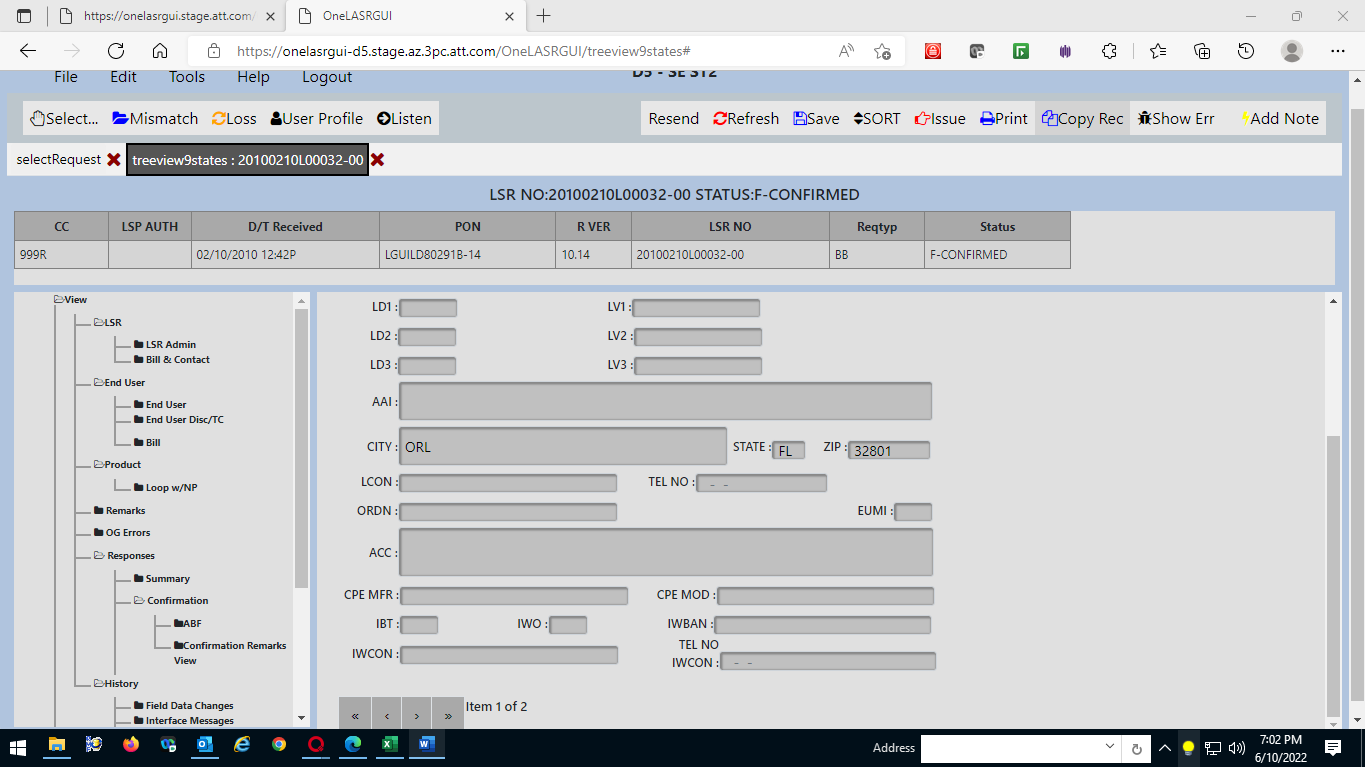 https://onelasrgui.stage.att.com/
OneLASRGUI
https://onelasrgui-d5.stage.az.3pc.att.com/OneLASRGUI/treeview9states#
File Edit Tools Help Logout
D5 - SE ST2
Select... Mismatch Loss User Profile Listen
Resend Refresh Save SORT Issue Print Copy Rec Show Err Add Note
selectRequest treeview9states : 20100210L00032-00
LSR NO:20100210L00032-00 STATUS:F-CONFIRMED
CC LSP AUTH D/T Received PON R VER LSR NO Reqtyp Status
999R 02/10/2010 12:42P LGUILD80291B-14 10.14 20100210L00032-00 BB F-CONFIRMED
View
LSR
LSR Admin
Bill & Contact
End User
End User
End User Disc/TC
Bill
Product
Loop w/NP
Remarks
OG Errors
Responses
Summary
Confirmation
ABF
Confirmation Remarks
View
History
Field Data Changes
Interface Messages
LD1 : LV1 :
LD2 : LV2 :
LD3 : LV3 :
AAI :
CITY : ORL STATE : FL ZIP : 32801
LCON : TEL NO : - -
ORDN : EUMI :
ACC :
CPE MFR : CPE MOD :
IBT : IWO : IWBAN :
IWCON : TEL NO
IWCON : - -
« ‹ › » Item 1 of 2
Address
7:02 PM
6/10/2022